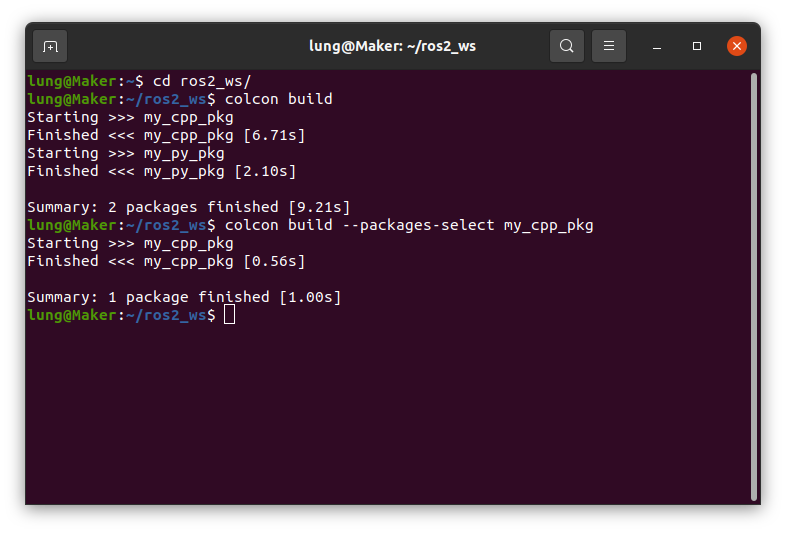 lung@Maker: ~/ros2_ws
lung@Maker:~$ cd ros2_ws/
lung@Maker:~/ros2_ws$ colcon build
Starting >>> my_cpp_pkg
Finished <<< my_cpp_pkg [6.71s]
Starting >>> my_py_pkg
Finished <<< my_py_pkg [2.10s]
Summary: 2 packages finished [9.21s]
lung@Maker:~/ros2_ws$ colcon build --packages-select my_cpp_pkg
Starting >>> my_cpp_pkg
Finished <<< my_cpp_pkg [0.56s]
Summary: 1 package finished [1.00s]
lung@Maker:~/ros2_ws$